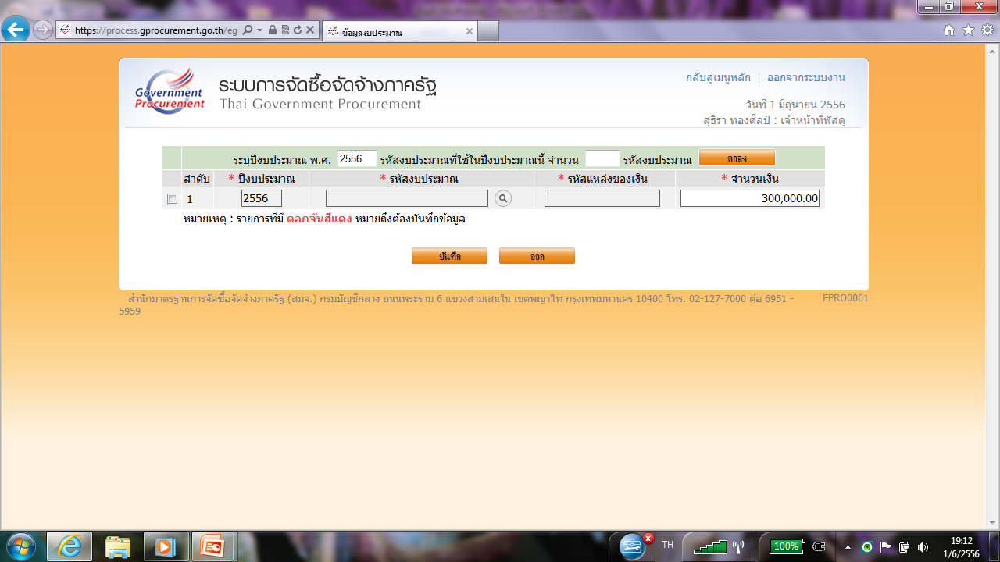 https://process.gprocurement.go.th/eg
ข้อมูลงบประมาณ
Government
Procurement
ระบบการจัดซื้อจัดจ้างภาครัฐ
Thai Government Procurement
กลับสู่เมนูหลัก | ออกจากระบบงาน
วันที่ 1 มิถุนายน 2556
สุธิรา ทองศิลป์ : เจ้าหน้าที่พัสดุ
ระบุปีงบประมาณ พ.ศ. 2556 รหัสงบประมาณที่ใช้ในปีงบประมาณนี้ จำนวน รหัสงบประมาณ ตกลง
ลำดับ * ปีงบประมาณ * รหัสงบประมาณ * รหัสแหล่งของเงิน * จำนวนเงิน
1 2556 300,000.00
หมายเหตุ : รายการที่มี ดอกจันสีแดง หมายถึงต้องบันทึกข้อมูล
บันทึก ออก
สำนักมาตรฐานการจัดซื้อจัดจ้างภาครัฐ (สมจ.) กรมบัญชีกลาง ถนนพระราม 6 แขวงสามเสนใน เขตพญาไท กรุงเทพมหานคร 10400 โทร. 02-127-7000 ต่อ 6951 - FPRO0001
5959
TH 100% 19:12
1/6/2556